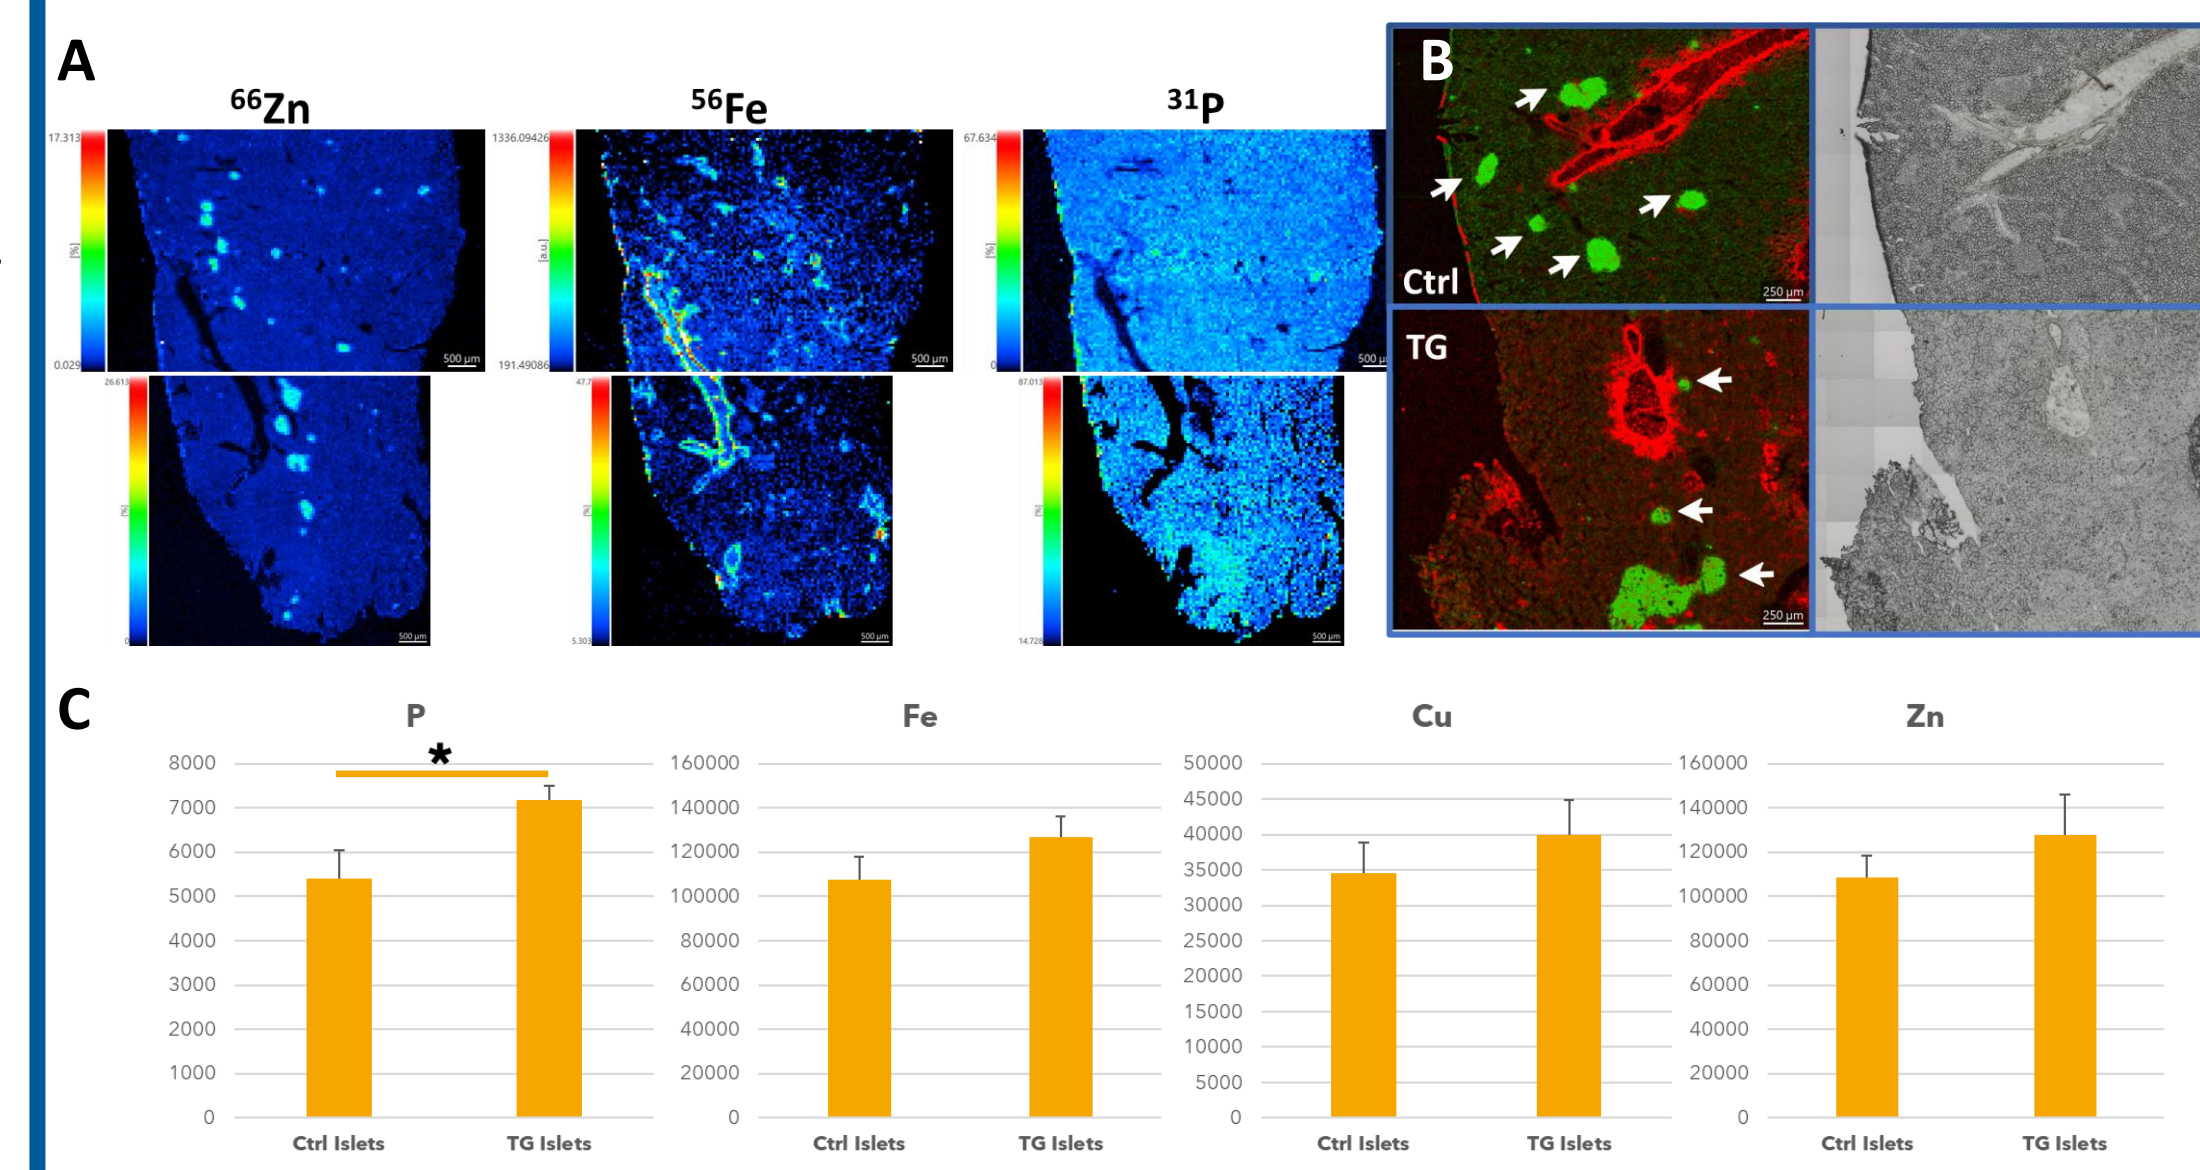 A
B
66Zn
56Fe
31P
17.313
[%]
0.029
500 µm
1336.09426
[a.u.]
191.49086
500 µm
67.634
[%]
0
500 µ
26.613
[%]
0
500 µm
47.7
[%]
5.303
500 µm
87.013
[%]
14.728
500 µm
Ctrl
250 µm
TG
250 µm
C
P
*
8000
7000
6000
5000
4000
3000
2000
1000
0
Ctrl Islets
TG Islets
Fe
160000
140000
120000
100000
80000
60000
40000
20000
0
Ctrl Islets
TG Islets
Cu
50000
45000
40000
35000
30000
25000
20000
15000
10000
5000
0
Ctrl Islets
TG Islets
Zn
160000
140000
120000
100000
80000
60000
40000
20000
0
Ctrl Islets
TG Islets